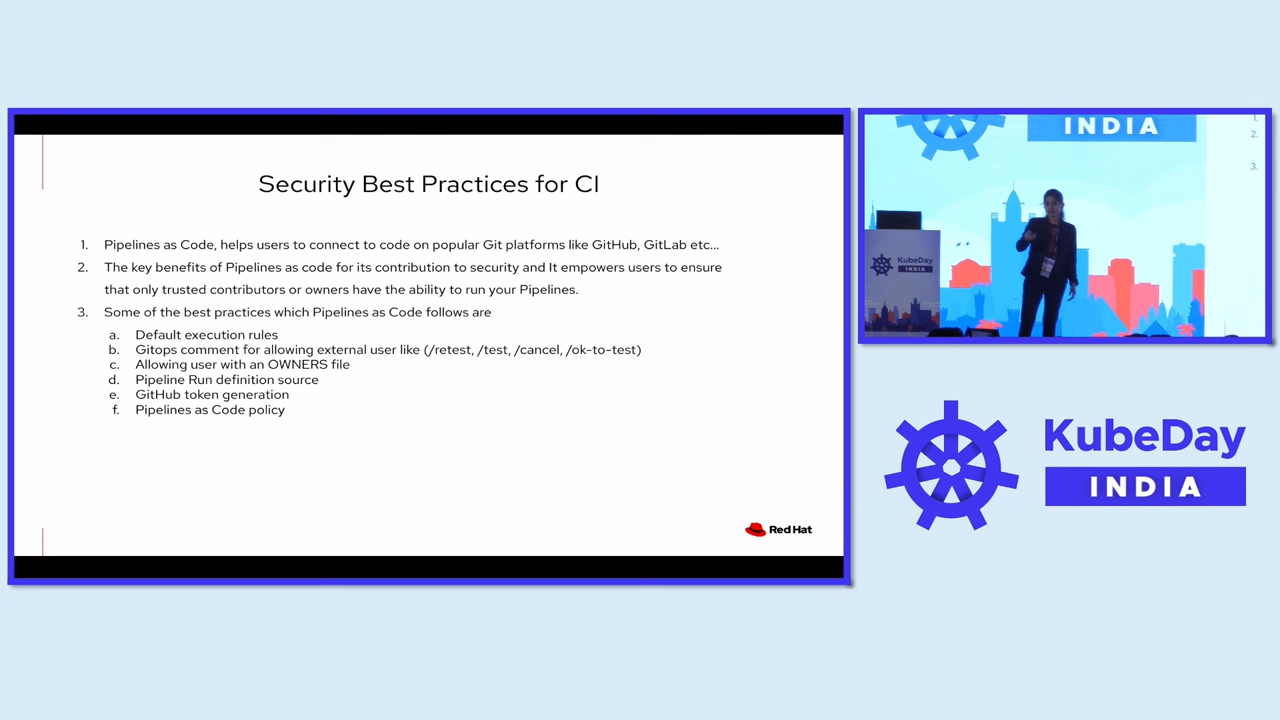 Security Best Practices for CI
1. Pipelines as Code, helps users to connect to code on popular Git platforms like GitHub, GitLab etc...
2. The key benefits of Pipelines as code for its contribution to security and It empowers users to ensure
that only trusted contributors or owners have the ability to run your Pipelines.
3. Some of the best practices which Pipelines as Code follows are
a. Default execution rules
b. Gitops comment for allowing external user like (/retest, /test, /cancel, /ok-to-test)
c. Allowing user with an OWNERS file
d. Pipeline Run definition source
e. GitHub token generation
f. Pipelines as Code policy
Red Hat
INDIA
1.
2.
3.
KubeDay
INDIA
KubeDay
INDIA